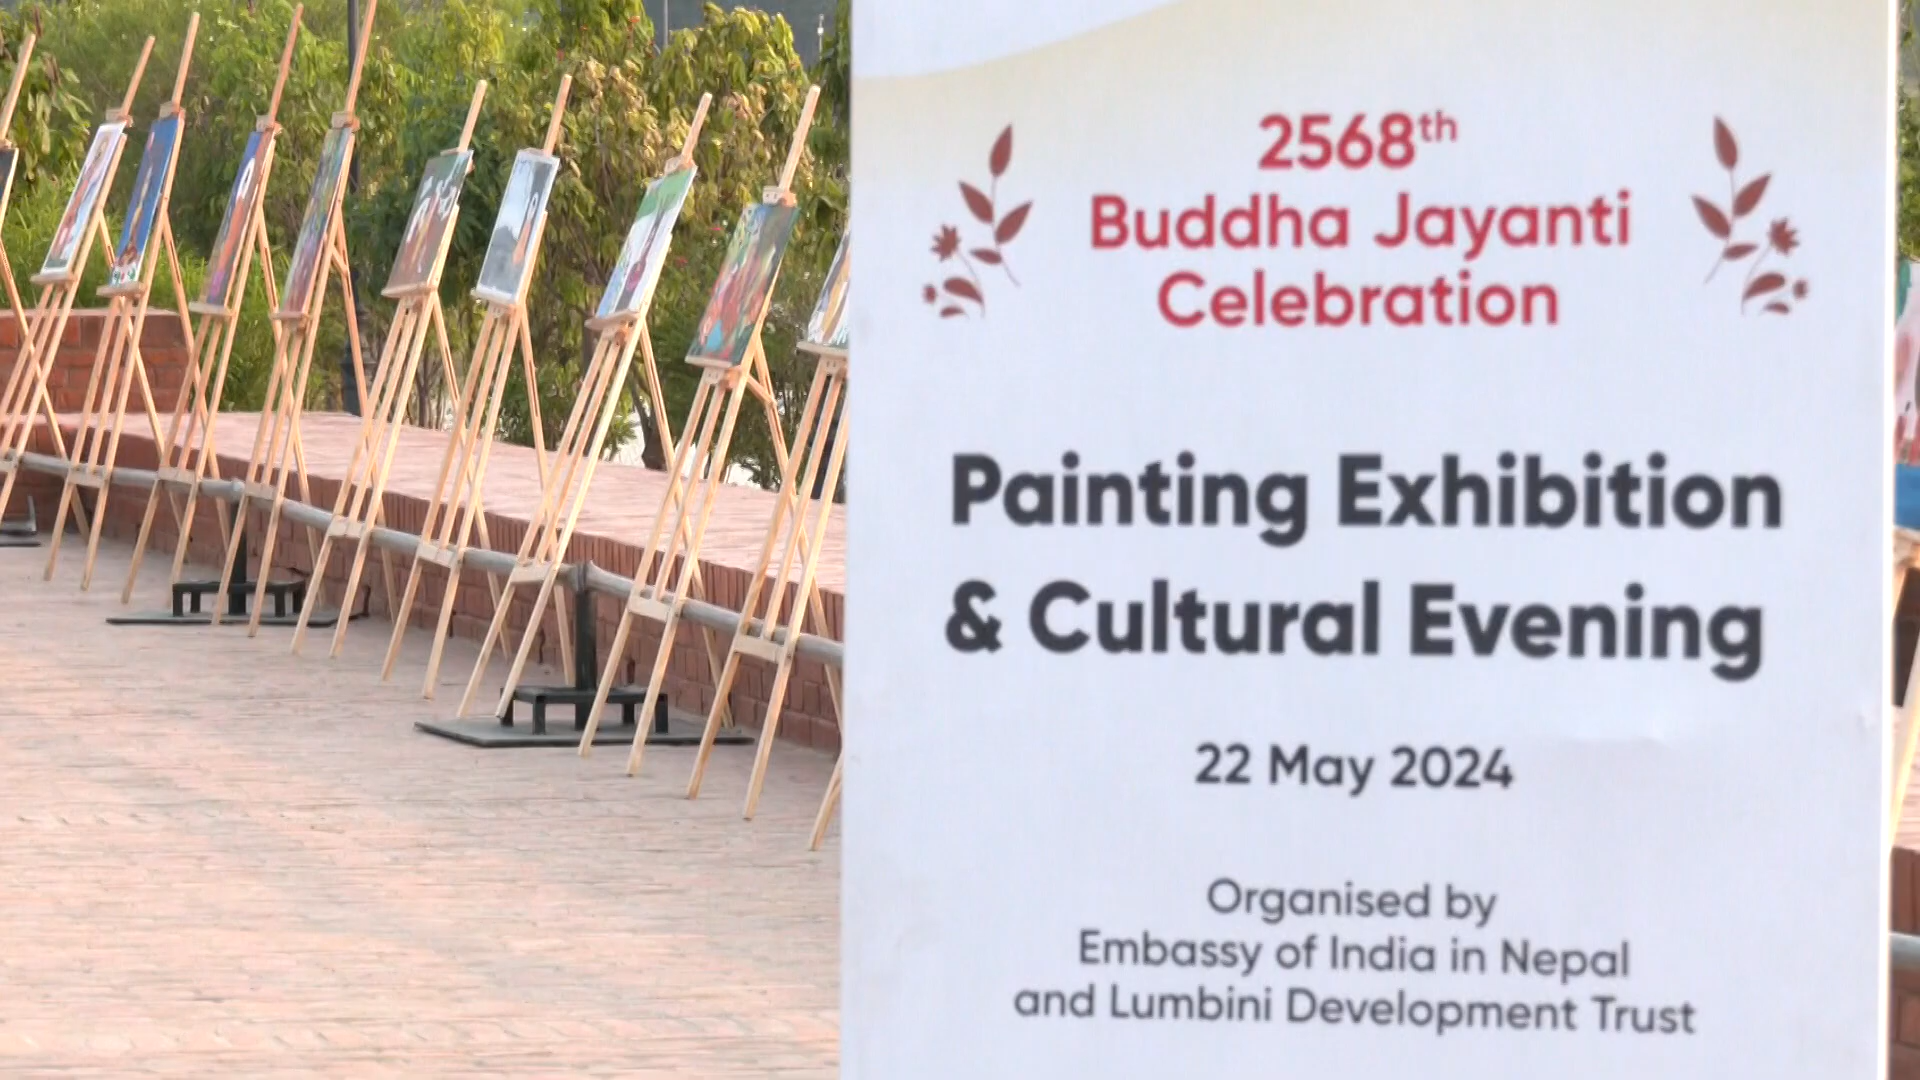 2568th
Buddha Jayanti
Celebration
Painting Exhibition
& Cultural Evening
22 May 2024
Organised by
Embassy of India in Nepal
and Lumbini Development Trust